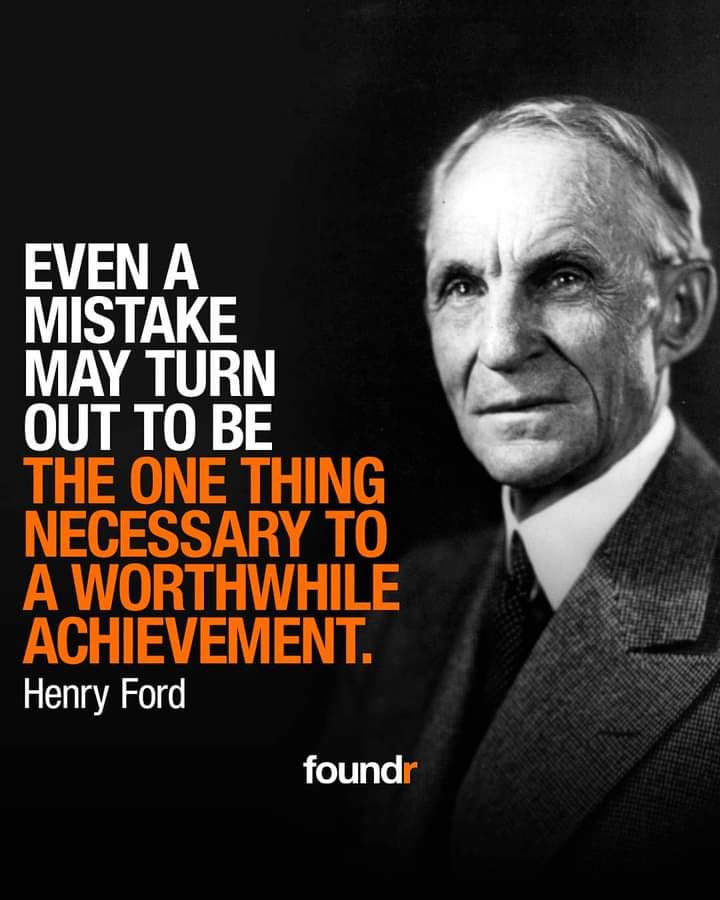 EVEN A
MISTAKE
MAY TURN
OUT TO BE
THE ONE THING
NECESSARY TO
A WORTHWHILE
ACHIEVEMENT.
Henry Ford
foundr